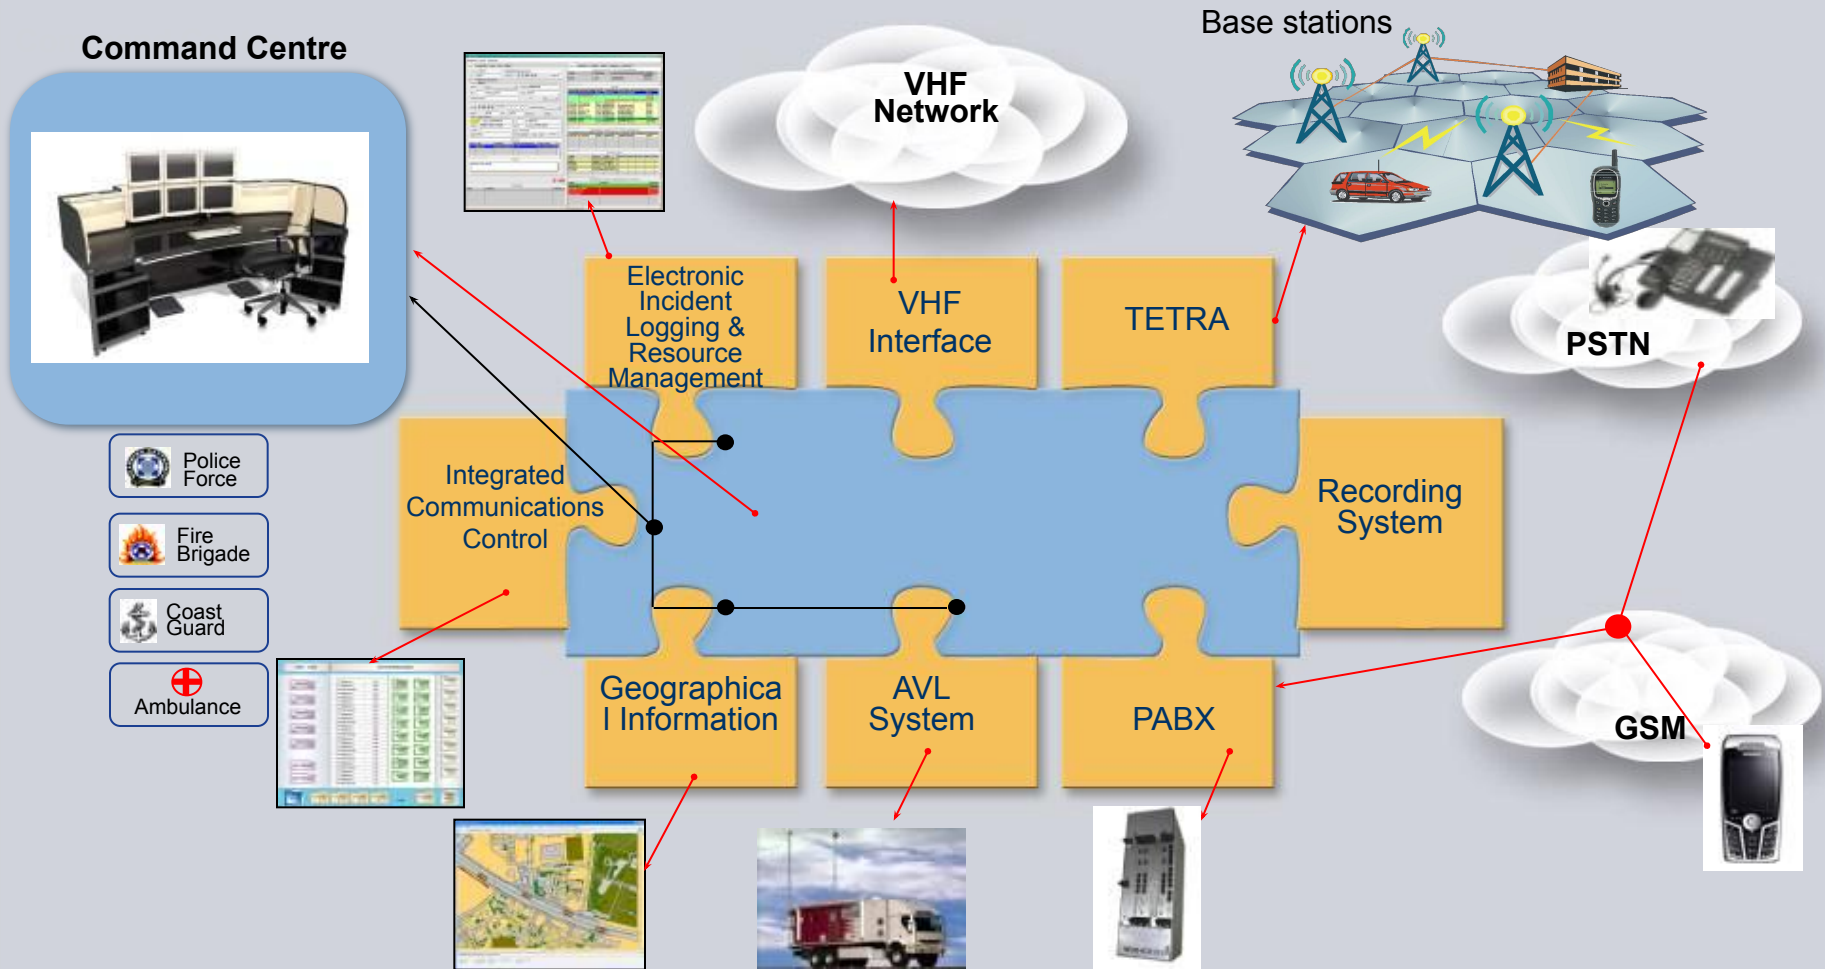 Command Centre
VHF
Network
Base stations
PSTN
GSM
Electronic
Incident
Logging &
Resource
Management
VHF
Interface
TETRA
Integrated
Communications
Control
Recording
System
Geographica
l Information
AVL
System
PABX
Police
Force
Fire
Brigade
Coast
Guard
Ambulance